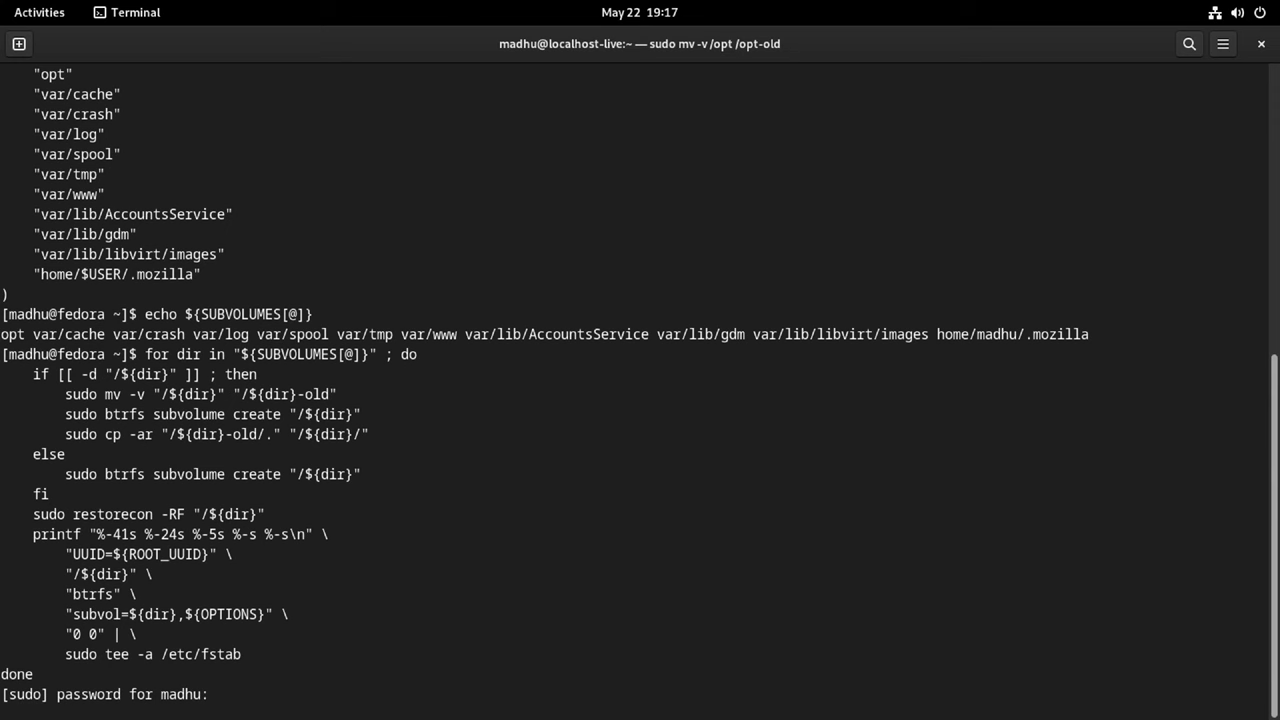 Activities
Terminal
May 22 19:17
madhu@localhost-live:~ — sudo mv -v /opt /opt-old
"opt"
"var/cache"
"var/crash"
"var/log"
"var/spool"
"var/tmp"
"var/www"
"var/lib/AccountsService"
"var/lib/gdm"
"var/lib/libvirt/images"
"home/$USER/.mozilla"
)
[madhu@fedora ~]$ echo ${SUBVOLUMES[@]}
opt var/cache var/crash var/log var/spool var/tmp var/www var/lib/AccountsService var/lib/gdm var/lib/libvirt/images home/madhu/.mozilla
[madhu@fedora ~]$ for dir in "${SUBVOLUMES[@]}" ; do
if [[ -d "/${dir}" ]] ; then
sudo mv -v "/${dir}" "/${dir}-old"
sudo btrfs subvolume create "/${dir}"
sudo cp -ar "/${dir}-old/." "/${dir}/"
else
sudo btrfs subvolume create "/${dir}"
fi
sudo restorecon -RF "/${dir}"
printf "%-41s %-24s %-5s %-s %-s\n" \
"UUID=${ROOT_UUID}" \
"/${dir}" \
"btrfs" \
"subvol=${dir},${OPTIONS}" \
"0 0" | \
sudo tee -a /etc/fstab
done
[sudo] password for madhu: